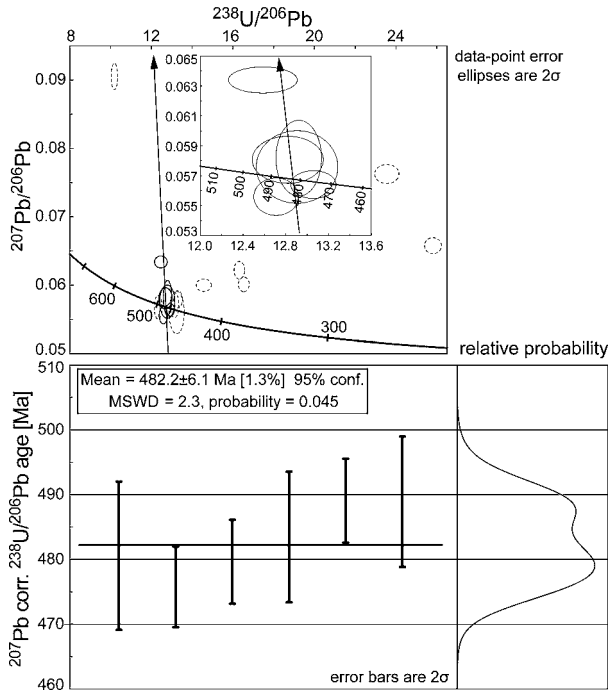 238U/206Pb
8 12 16 20 24
data-point error
ellipses are 2σ
207Pb/206Pb
0.09
0.08
0.07
0.06
0.05
600
500
400
300
0.065
0.063
0.061
0.059
0.057
0.055
0.053
510 500 490 480 470 460
12.0 12.4 12.8 13.2 13.6
relative probability
207Pb corr. 238U/206Pb age [Ma]
510
500
490
480
470
460
Mean = 482.2±6.1 Ma [1.3%] 95% conf.
MSWD = 2.3, probability = 0.045
error bars are 2σ